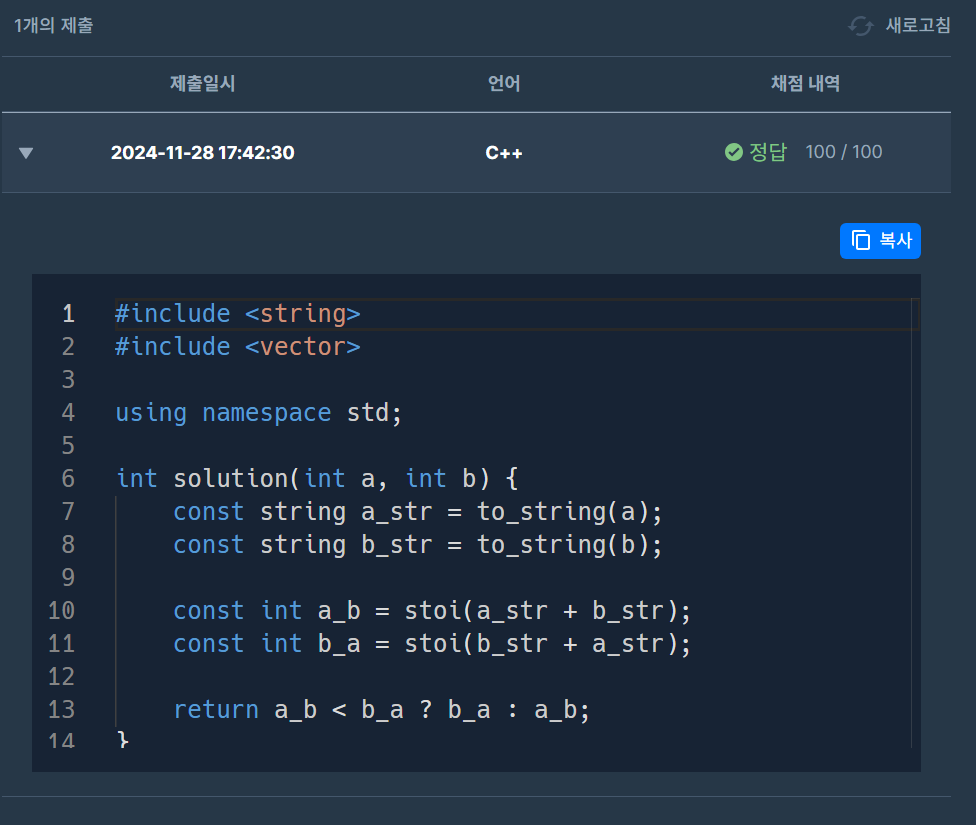 1개의 제출
새로고침
제출일시 언어 채점 내역
2024-11-28 17:42:30 C++ 정답 100 / 100
복사
1 #include <string>
2 #include <vector>
3
4 using namespace std;
5
6 int solution(int a, int b) {
7     const string a_str = to_string(a);
8     const string b_str = to_string(b);
9
10     const int a_b = stoi(a_str + b_str);
11     const int b_a = stoi(b_str + a_str);
12
13     return a_b < b_a ? b_a : a_b;
14 }